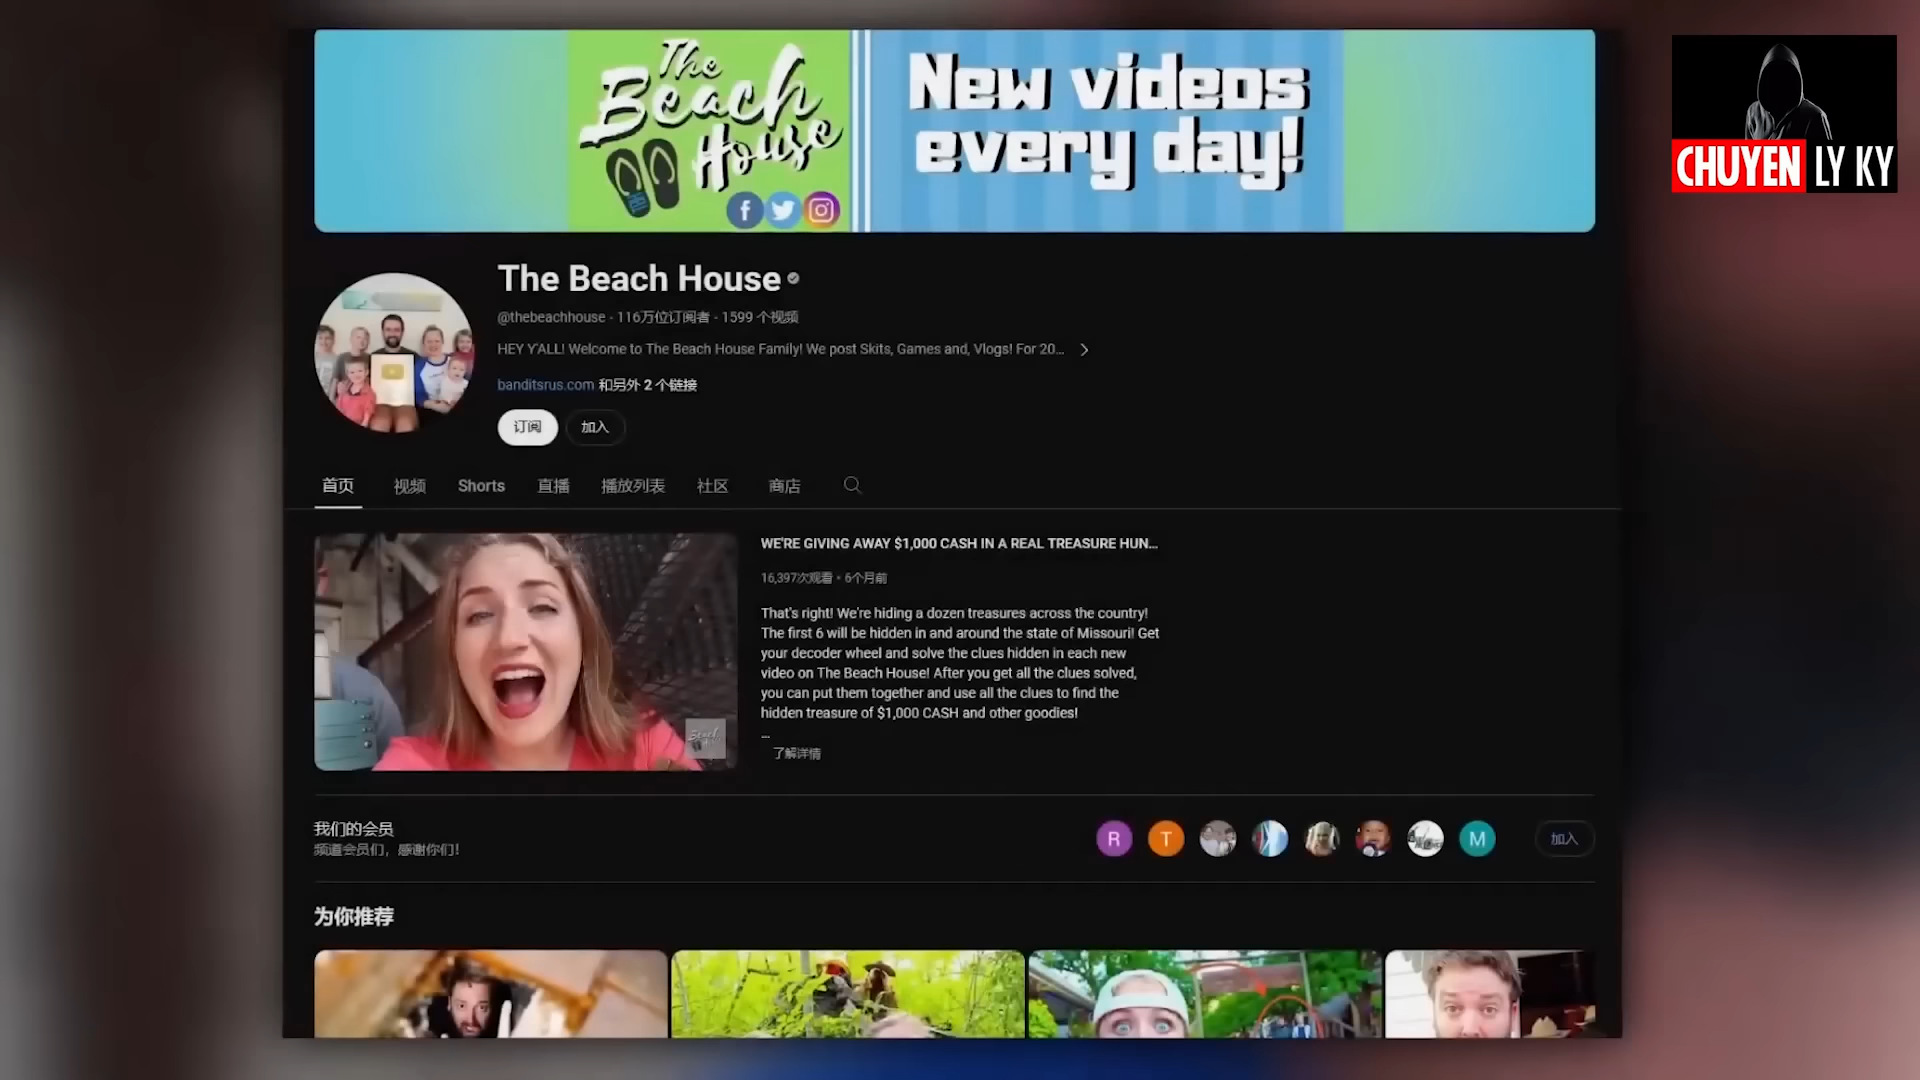 The
Beach
House
New videos
every day!
CHUYEN LY KY
The Beach House
@thebeachhouse · 116万位订阅者 · 1599 个视频
HEY Y'ALL! Welcome to The Beach House Family! We post Skits, Games and, Vlogs! For 20...
banditsrus.com 和另外 2 个链接
订阅 加入
首页 视频 Shorts 直播 播放列表 社区 商店
WE'RE GIVING AWAY $1,000 CASH IN A REAL TREASURE HUN...
16,397次观看 • 6个月前
That's right! We're hiding a dozen treasures across the country!
The first 6 will be hidden in and around the state of Missouri! Get
your decoder wheel and solve the clues hidden in each new
video on The Beach House! After you get all the clues solved,
you can put them together and use all the clues to find the
hidden treasure of $1,000 CASH and other goodies!
...
了解详情
Beach
我们的会员
频道会员们，感谢你们！
R T M 加入
为你推荐